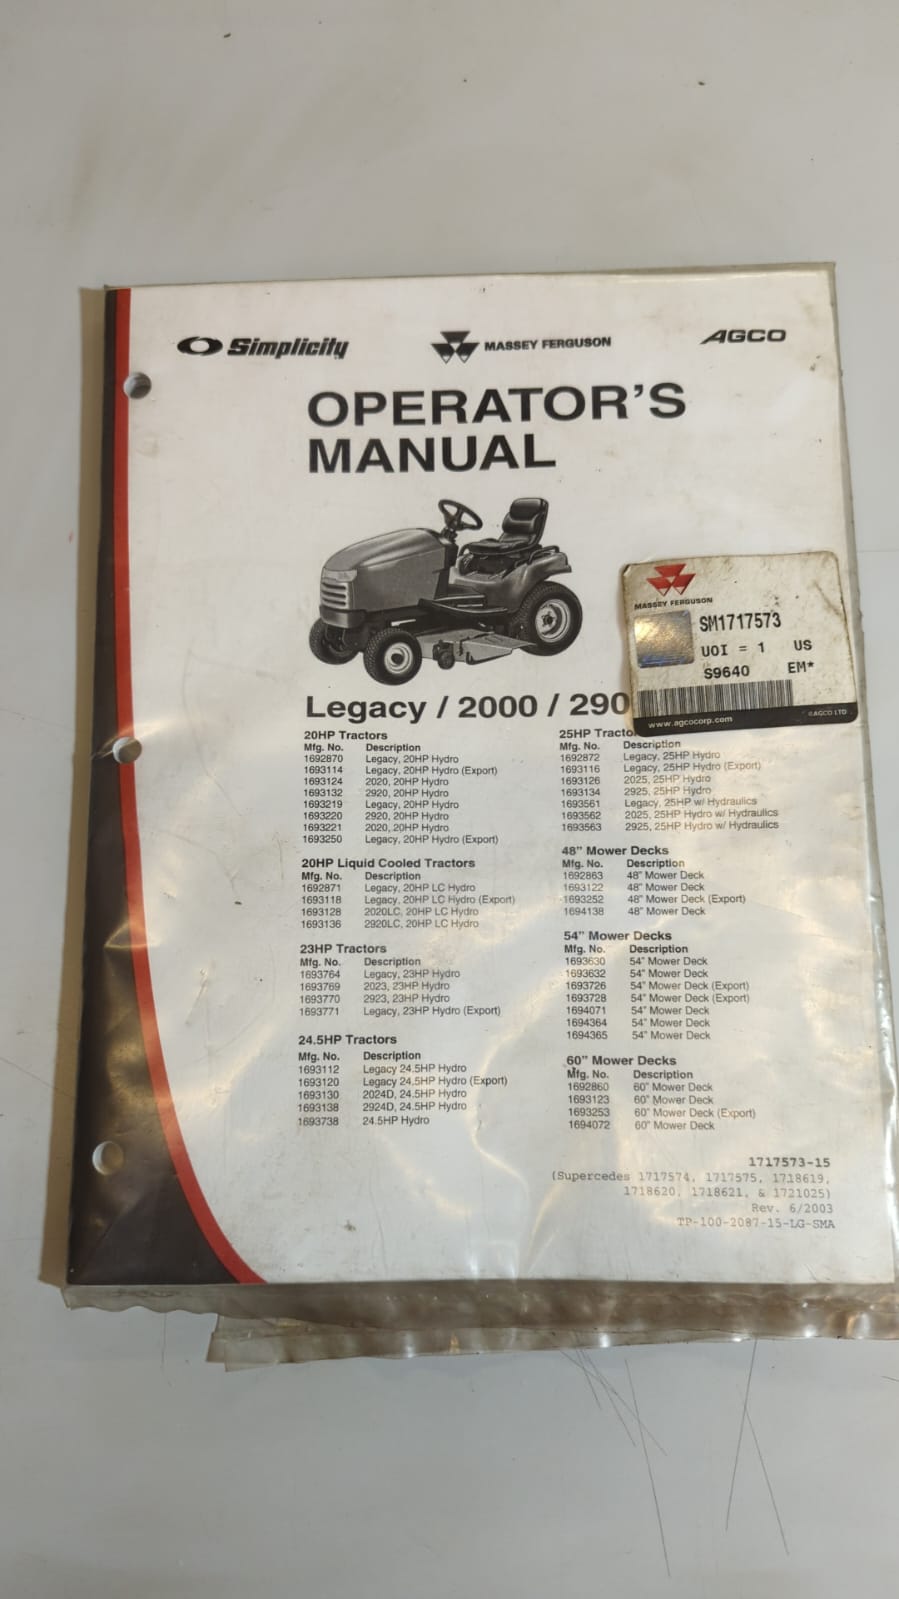 Simplicity
MASSEY FERGUSON
AGCO
OPERATOR'S
MANUAL
MASSEY FERGUSON
SM1717573
UOI = 1 US
S9640 EM*
www.agcocorp.com
©AGCO LTD
Legacy / 2000 / 290
20HP Tractors
Mfg. No. Description
1692870 Legacy, 20HP Hydro
1693114 Legacy, 20HP Hydro (Export)
1693124 2020, 20HP Hydro
1693132 2920, 20HP Hydro
1693219 Legacy, 20HP Hydro
1693220 2920, 20HP Hydro
1693221 2020, 20HP Hydro
1693250 Legacy, 20HP Hydro (Export)
20HP Liquid Cooled Tractors
Mfg. No. Description
1692871 Legacy, 20HP LC Hydro
1693118 Legacy, 20HP LC Hydro (Export)
1693128 2020LC, 20HP LC Hydro
1693136 2920LC, 20HP LC Hydro
23HP Tractors
Mfg. No. Description
1693764 Legacy, 23HP Hydro
1693769 2023, 23HP Hydro
1693770 2923, 23HP Hydro
1693771 Legacy, 23HP Hydro (Export)
24.5HP Tractors
Mfg. No. Description
1693112 Legacy 24.5HP Hydro
1693120 Legacy 24.5HP Hydro (Export)
1693130 2024D, 24.5HP Hydro
1693138 2924D, 24.5HP Hydro
1693738 24.5HP Hydro
25HP Tracto
Mfg. No. Description
1692872 Legacy, 25HP Hydro
1693116 Legacy, 25HP Hydro (Export)
1693126 2025, 25HP Hydro
1693134 2925, 25HP Hydro
1693561 Legacy, 25HP w/ Hydraulics
1693562 2025, 25HP Hydro w/ Hydraulics
1693563 2925, 25HP Hydro w/ Hydraulics
48" Mower Decks
Mfg. No. Description
1692863 48" Mower Deck
1693122 48" Mower Deck
1693252 48" Mower Deck (Export)
1694138 48" Mower Deck
54" Mower Decks
Mfg. No. Description
1693630 54" Mower Deck
1693632 54" Mower Deck
1693726 54" Mower Deck (Export)
1693728 54" Mower Deck (Export)
1694071 54" Mower Deck
1694364 54" Mower Deck
1694365 54" Mower Deck
60" Mower Decks
Mfg. No. Description
1692860 60" Mower Deck
1693123 60" Mower Deck
1693253 60" Mower Deck (Export)
1694072 60" Mower Deck
1717573-15
(Supercedes 1717574, 1717575, 1718619,
1718620, 1718621, & 1721025)
Rev. 6/2003
TP-100-2087-15-LG-SMA